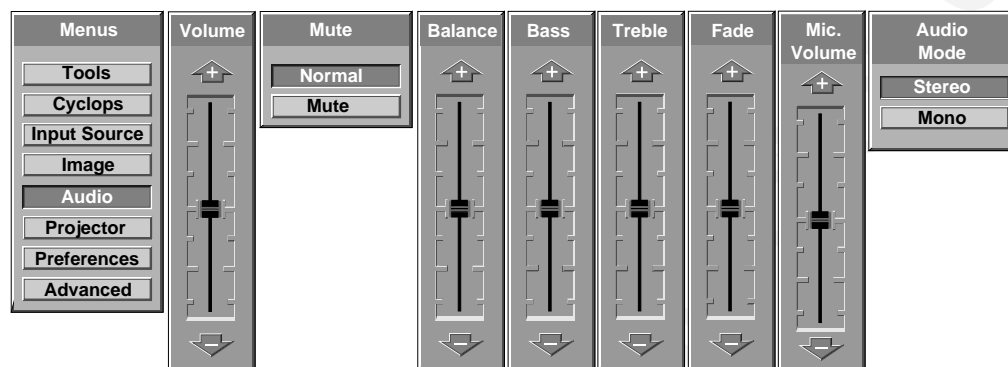 Menus
Tools
Cyclops
Input Source
Image
Audio
Projector
Preferences
Advanced
Volume
+
−
Mute
Normal
Mute
Balance
+
−
Bass
+
−
Treble
+
−
Fade
+
−
Mic.
Volume
+
−
Audio
Mode
Stereo
Mono